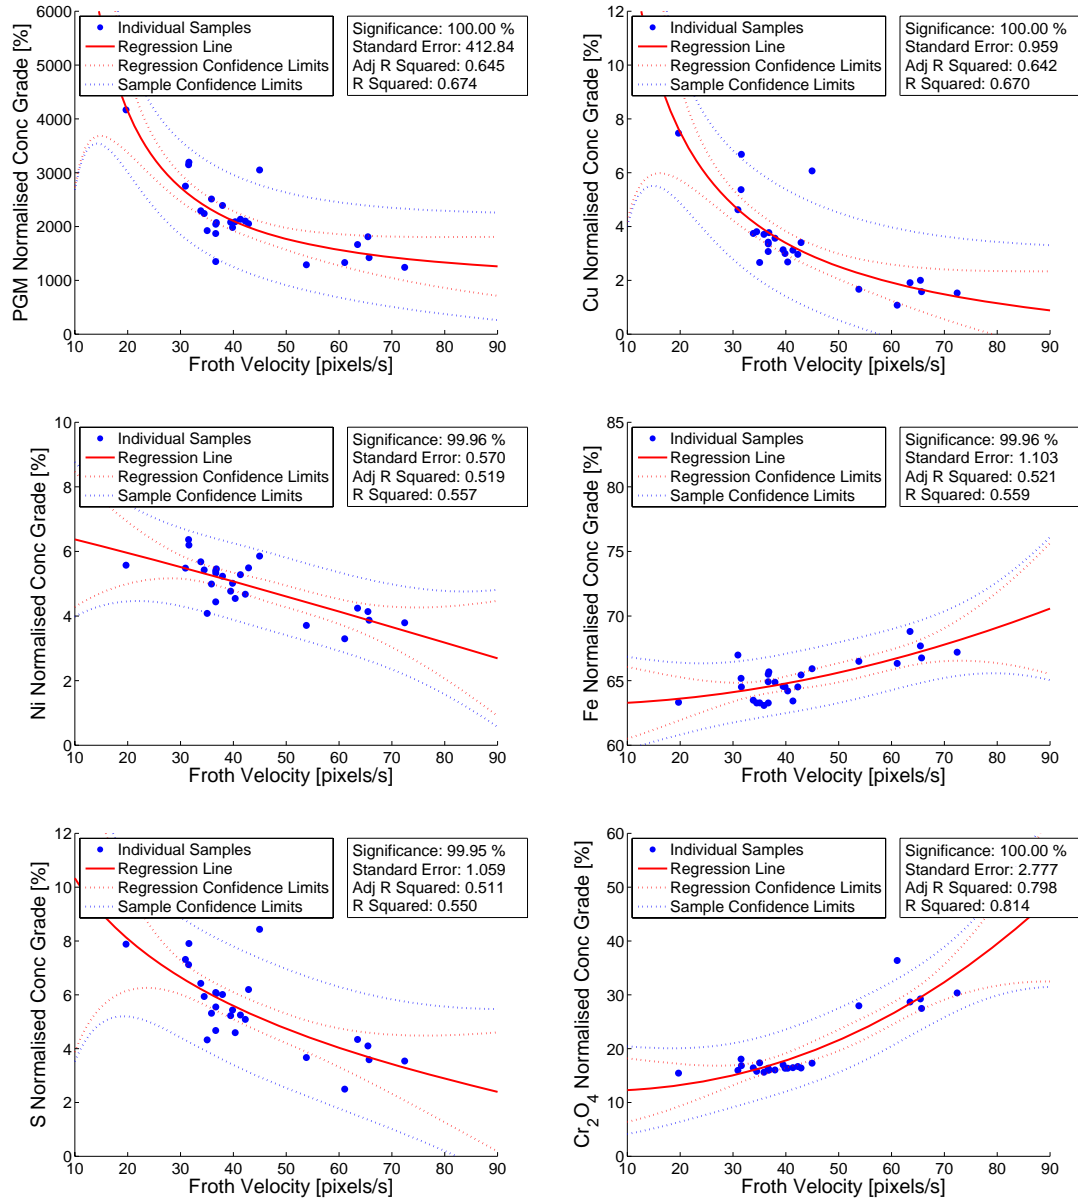 PGM Normalised Conc Grade [%]
6000
5000
4000
3000
2000
1000
0
Individual Samples
Regression Line
Regression Confidence Limits
Sample Confidence Limits
Significance: 100.00 %
Standard Error: 412.84
Adj R Squared: 0.645
R Squared: 0.674
10 20 30 40 50 60 70 80 90
Froth Velocity [pixels/s]
Cu Normalised Conc Grade [%]
12
10
8
6
4
2
0
Individual Samples
Regression Line
Regression Confidence Limits
Sample Confidence Limits
Significance: 100.00 %
Standard Error: 0.959
Adj R Squared: 0.642
R Squared: 0.670
10 20 30 40 50 60 70 80 90
Froth Velocity [pixels/s]
Ni Normalised Conc Grade [%]
10
8
6
4
2
0
Individual Samples
Regression Line
Regression Confidence Limits
Sample Confidence Limits
Significance: 99.96 %
Standard Error: 0.570
Adj R Squared: 0.519
R Squared: 0.557
10 20 30 40 50 60 70 80 90
Froth Velocity [pixels/s]
Fe Normalised Conc Grade [%]
85
80
75
70
65
60
Individual Samples
Regression Line
Regression Confidence Limits
Sample Confidence Limits
Significance: 99.96 %
Standard Error: 1.103
Adj R Squared: 0.521
R Squared: 0.559
10 20 30 40 50 60 70 80 90
Froth Velocity [pixels/s]
S Normalised Conc Grade [%]
12
10
8
6
4
2
0
Individual Samples
Regression Line
Regression Confidence Limits
Sample Confidence Limits
Significance: 99.95 %
Standard Error: 1.059
Adj R Squared: 0.511
R Squared: 0.550
10 20 30 40 50 60 70 80 90
Froth Velocity [pixels/s]
Cr₂O₄ Normalised Conc Grade [%]
60
50
40
30
20
10
0
Individual Samples
Regression Line
Regression Confidence Limits
Sample Confidence Limits
Significance: 100.00 %
Standard Error: 2.777
Adj R Squared: 0.798
R Squared: 0.814
10 20 30 40 50 60 70 80 90
Froth Velocity [pixels/s]